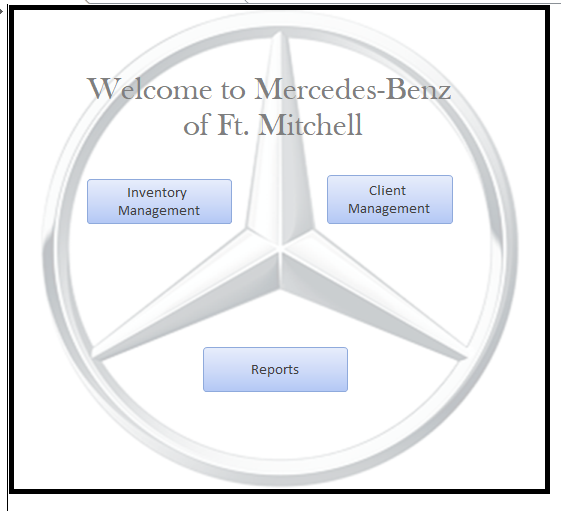 Welcome to Mercedes-Benz
of Ft. Mitchell
Inventory
Management
Client
Management
Reports